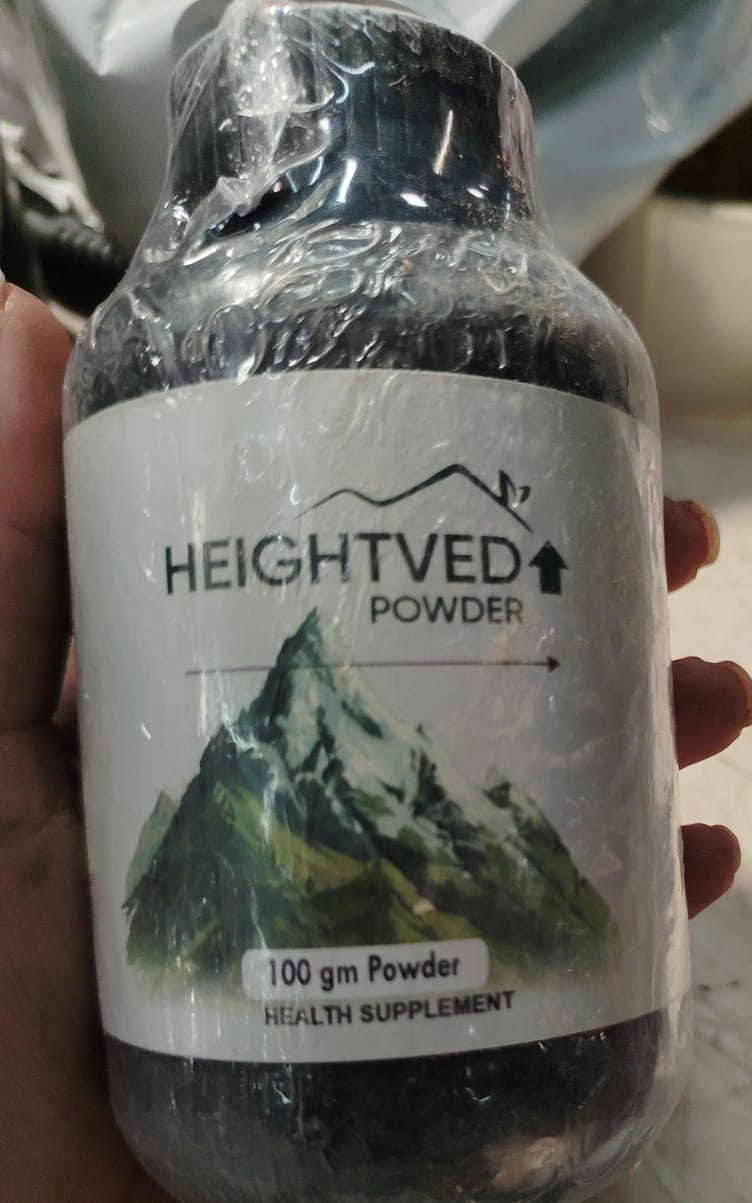 HEIGHTVED
POWDER
100 gm Powder
HEALTH SUPPLEMENT